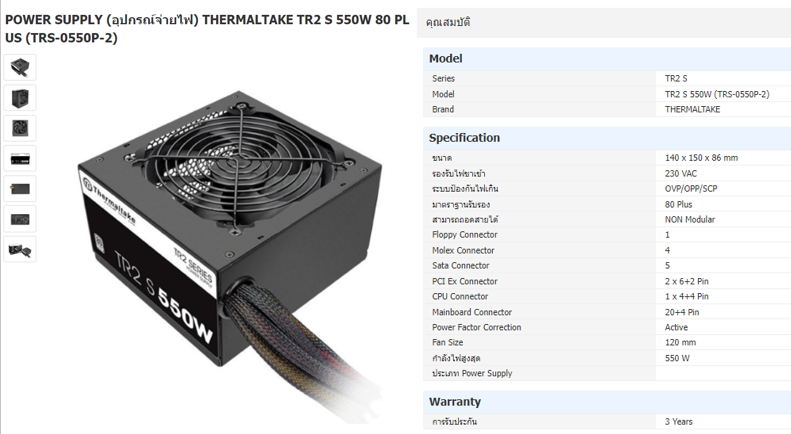 POWER SUPPLY (อุปกรณ์จ่ายไฟ) THERMALTAKE TR2 S 550W 80 PL
US (TRS-0550P-2)
Thermaltake
TR2 SERIES
POWER SUPPLY
TR2 S 550W
คุณสมบัติ
Model
Series TR2 S
Model TR2 S 550W (TRS-0550P-2)
Brand THERMALTAKE
Specification
ขนาด 140 x 150 x 86 mm
รองรับไฟขาเข้า 230 VAC
ระบบป้องกันไฟเกิน OVP/OPP/SCP
มาตราฐานรับรอง 80 Plus
สามารถถอดสายได้ NON Modular
Floppy Connector 1
Molex Connector 4
Sata Connector 5
PCI Ex Connector 2 x 6+2 Pin
CPU Connector 1 x 4+4 Pin
Mainboard Connector 20+4 Pin
Power Factor Correction Active
Fan Size 120 mm
กำลังไฟสูงสุด 550 W
ประเภท Power Supply
Warranty
การรับประกัน 3 Years